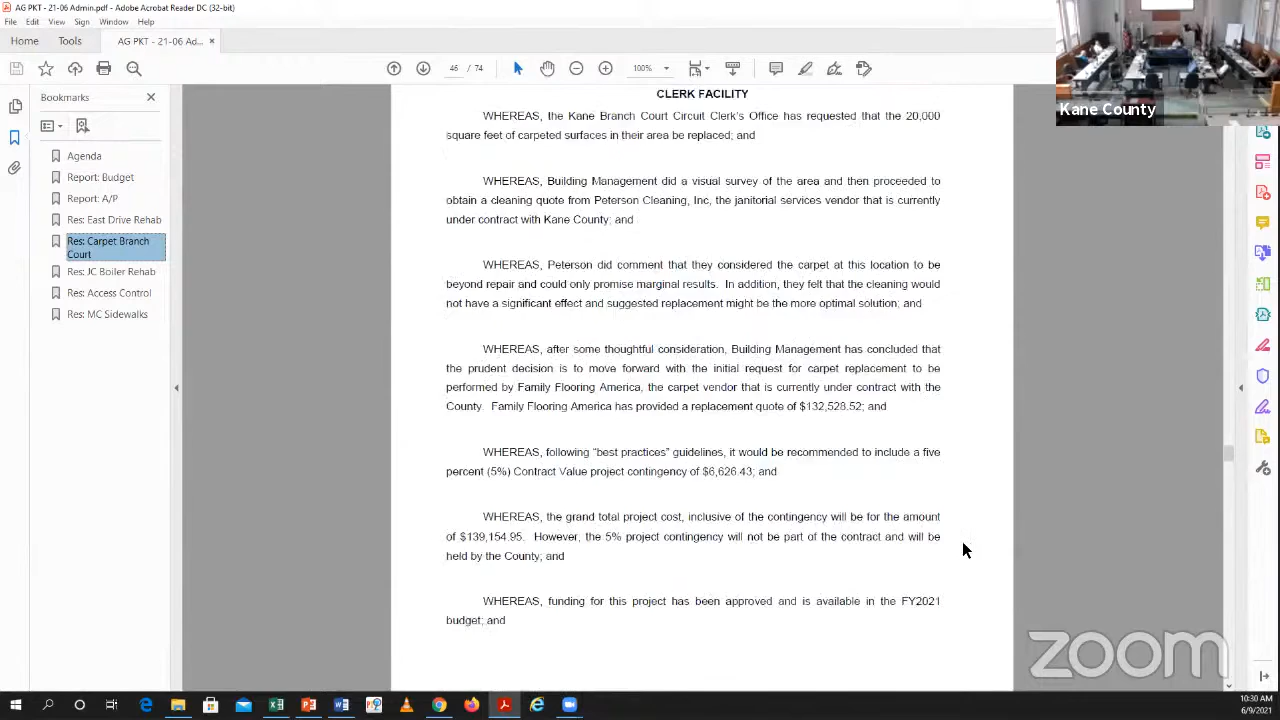 AG PKT - 21-06 Admin.pdf - Adobe Acrobat Reader DC (32-bit)
File Edit View Sign Window Help
Home Tools AG PKT - 21-06 Ad... ×
46 / 74 100%
Kane County
Bookmarks
Agenda
Report: Budget
Report: A/P
Res: East Drive Rehab
Res: Carpet Branch
Court
Res: JC Boiler Rehab
Res: Access Control
Res: MC Sidewalks
CLERK FACILITY
WHEREAS, the Kane Branch Court Circuit Clerk's Office has requested that the 20,000
square feet of carpeted surfaces in their area be replaced; and
WHEREAS, Building Management did a visual survey of the area and then proceeded to
obtain a cleaning quote from Peterson Cleaning, Inc, the janitorial services vendor that is currently
under contract with Kane County; and
WHEREAS, Peterson did comment that they considered the carpet at this location to be
beyond repair and could only promise marginal results. In addition, they felt that the cleaning would
not have a significant effect and suggested replacement might be the more optimal solution; and
WHEREAS, after some thoughtful consideration, Building Management has concluded that
the prudent decision is to move forward with the initial request for carpet replacement to be
performed by Family Flooring America, the carpet vendor that is currently under contract with the
County. Family Flooring America has provided a replacement quote of $132,528.52; and
WHEREAS, following “best practices” guidelines, it would be recommended to include a five
percent (5%) Contract Value project contingency of $6,626.43; and
WHEREAS, the grand total project cost, inclusive of the contingency will be for the amount
of $139,154.95. However, the 5% project contingency will not be part of the contract and will be
held by the County; and
WHEREAS, funding for this project has been approved and is available in the FY2021
budget; and
zoom
10:30 AM
6/9/2021